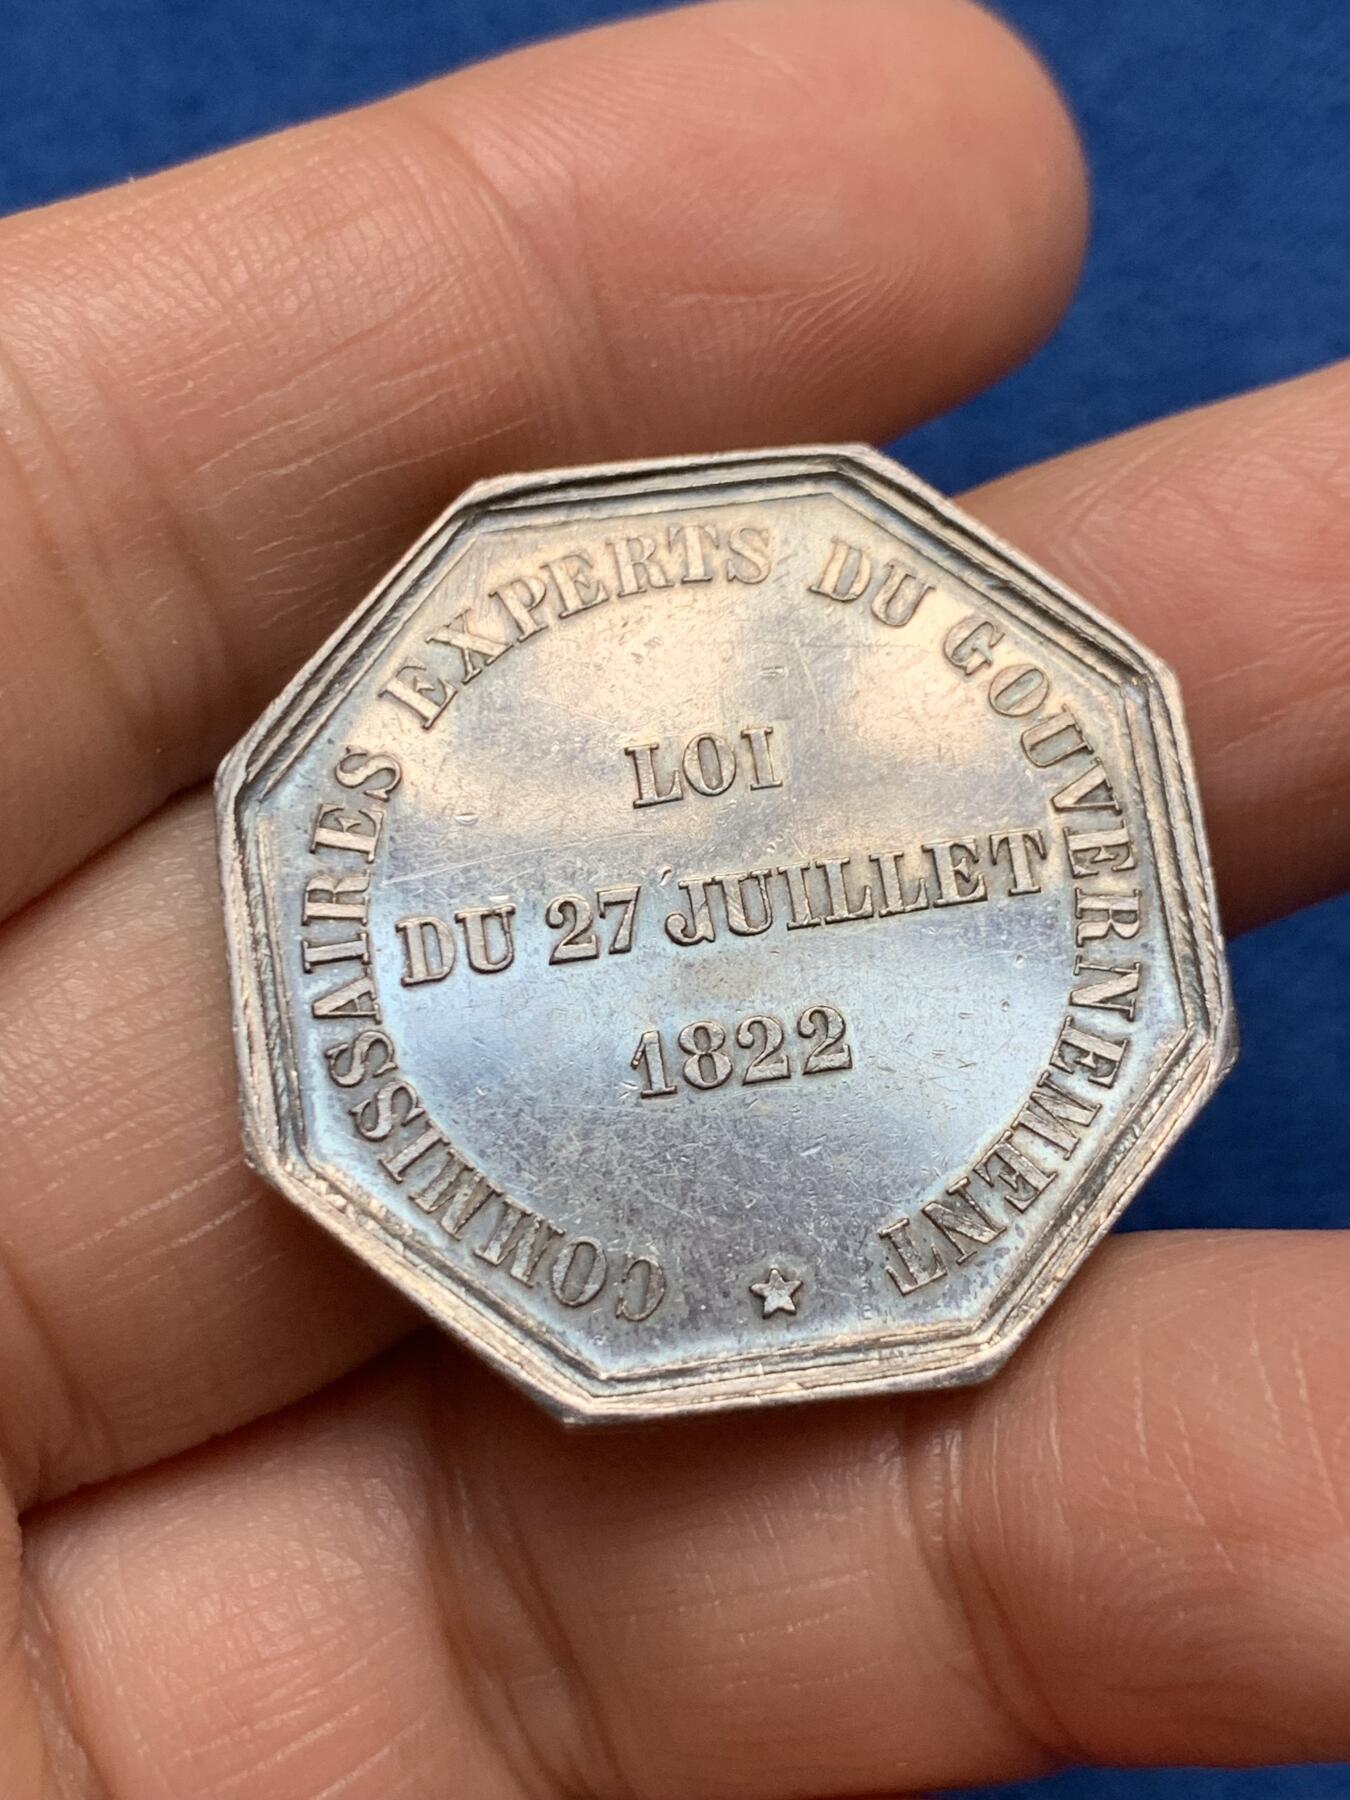 COMMISSAIRES EXPERTS DU GOUVERNEMENT
LOI
DU 27 JUILLET
1822